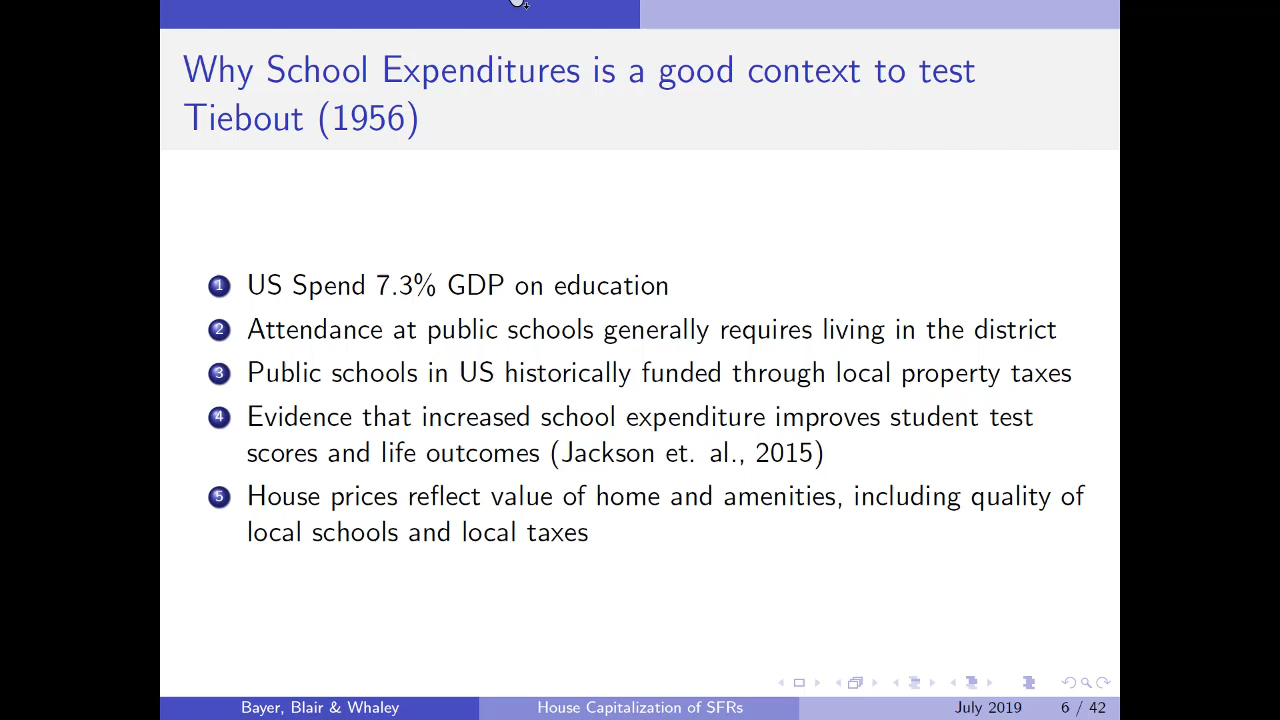 Why School Expenditures is a good context to test
Tiebout (1956)
1 US Spend 7.3% GDP on education
2 Attendance at public schools generally requires living in the district
3 Public schools in US historically funded through local property taxes
4 Evidence that increased school expenditure improves student test
scores and life outcomes (Jackson et. al., 2015)
5 House prices reflect value of home and amenities, including quality of
local schools and local taxes
Bayer, Blair & Whaley House Capitalization of SFRs July 2019 6 / 42